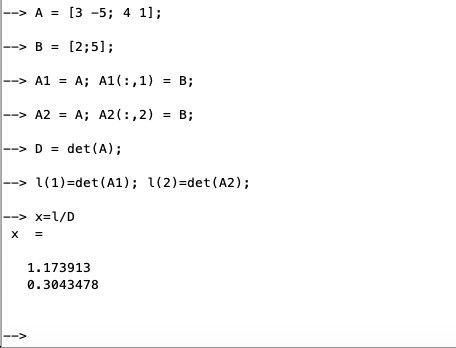 --> A = [3 -5; 4 1];
--> B = [2;5];
--> A1 = A; A1(:,1) = B;
--> A2 = A; A2(:,2) = B;
--> D = det(A);
--> l(1)=det(A1); l(2)=det(A2);
--> x=l/D
x =
1.173913
0.3043478
-->